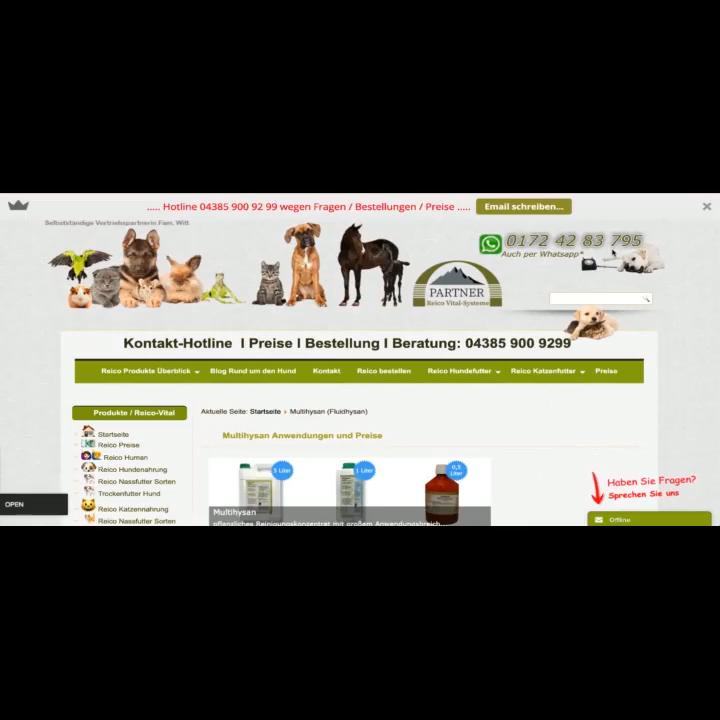 ..... Hotline 04385 900 92 99 wegen Fragen / Bestellungen / Preise .....
Email schreiben...
Selbstständige Vertriebspartnerin Fam. Witt
0172 42 83 795
Auch per Whatsapp*
PARTNER
Reico Vital-Systeme
Kontakt-Hotline I Preise I Bestellung I Beratung: 04385 900 9299
Reico Produkte Überblick Blog Rund um den Hund Kontakt Reico bestellen Reico Hundefutter Reico Katzenfutter Preise
Produkte / Reico-Vital
Startseite
Reico Preise
Reico Human
Reico Hundenahrung
Reico Nassfutter Sorten
Trockenfutter Hund
Reico Katzennahrung
Reico Nassfutter Sorten
Aktuelle Seite: Startseite Multihysan (Fluidhysan)
Multihysan Anwendungen und Preise
5 Liter
1 Liter
0,5 Liter
Multihysan
pflanzliches Reinigungskonzentrat mit großem Anwendungsbreich
OPEN
Haben Sie Fragen?
Sprechen Sie uns
Offline